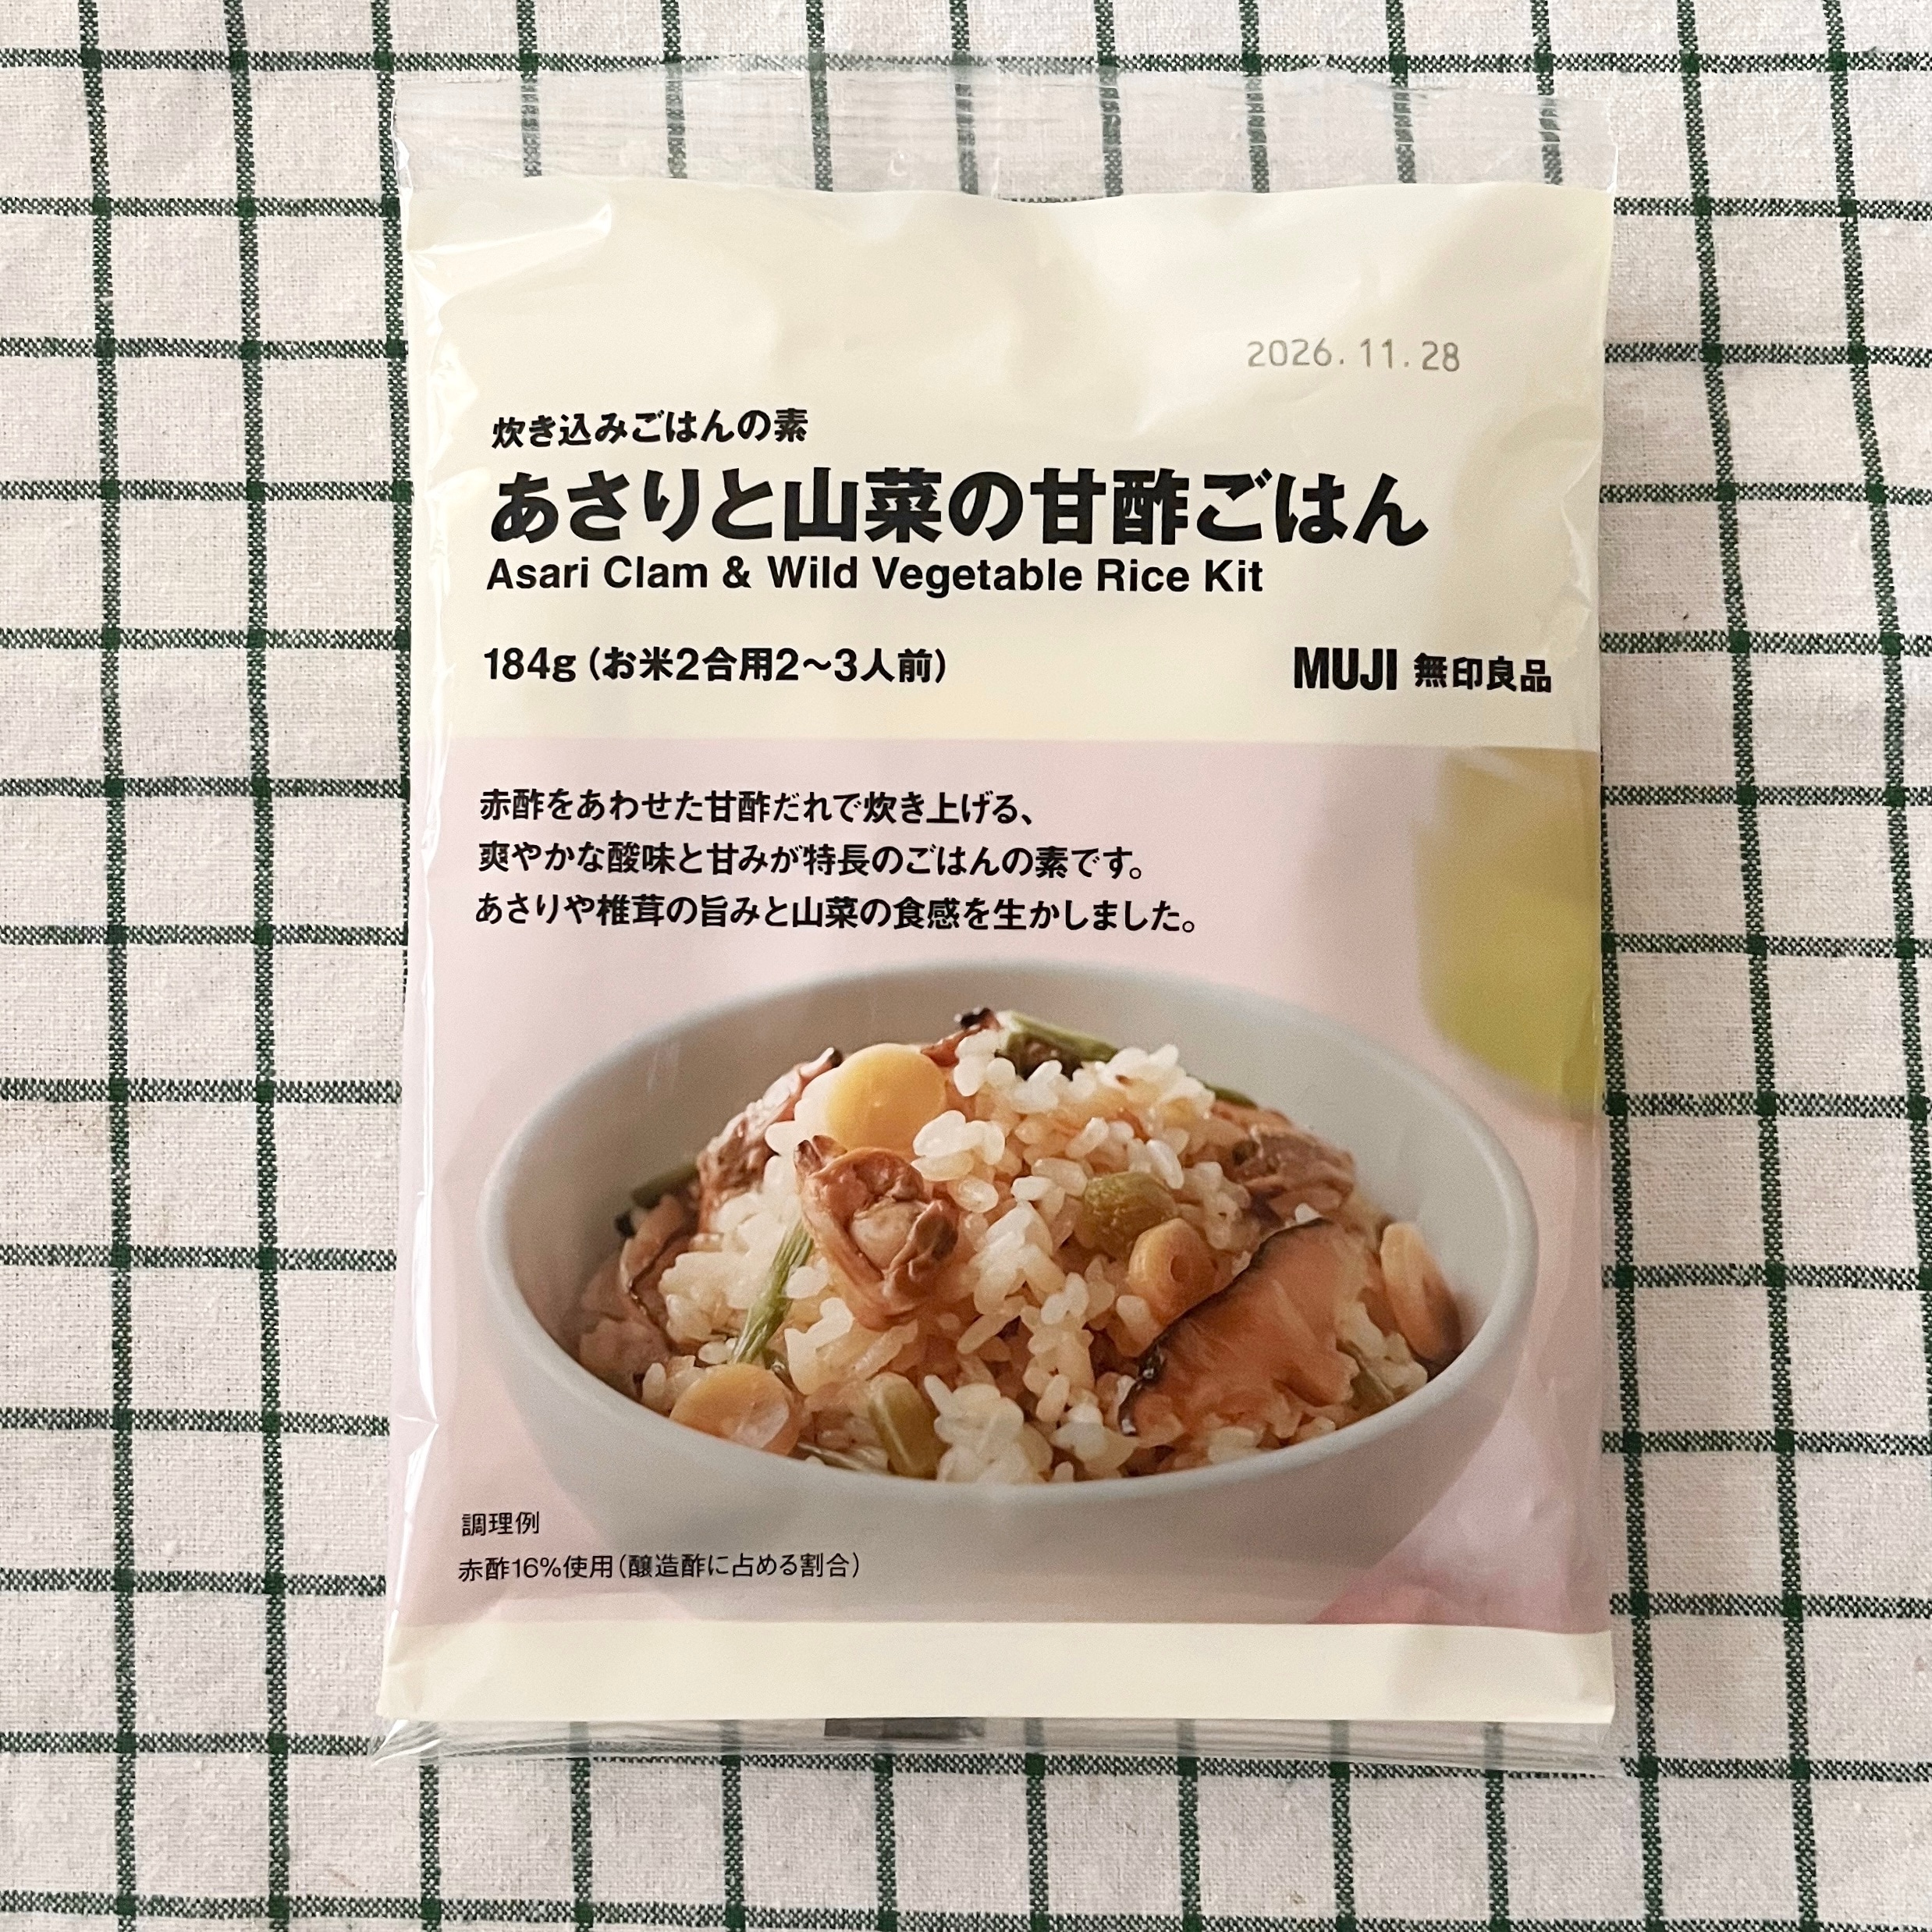 2026.11.28
炊き込みごはんの素
あさりと山菜の甘酢ごはん
Asari Clam & Wild Vegetable Rice Kit
184g（お米2合用2〜3人前）
MUJI 無印良品
赤酢をあわせた甘酢だれで炊き上げる、
爽やかな酸味と甘みが特長のごはんの素です。
あさりや椎茸の旨みと山菜の食感を生かしました。
調理例
赤酢16%使用（醸造酢に占める割合）